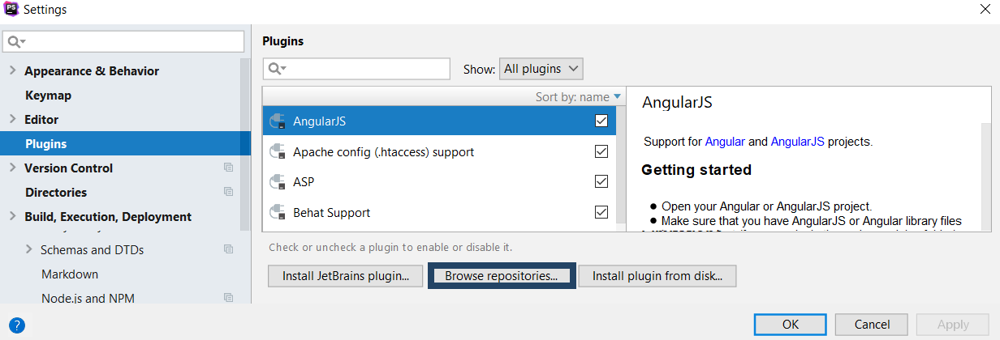 PS Settings
Plugins
Appearance & Behavior
Keymap
Editor
Plugins
Version Control
Directories
Build, Execution, Deployment
Schemas and DTDs
Markdown
Node.js and NPM
Show: All plugins
Sort by: name
AngularJS
Apache config (.htaccess) support
ASP
Behat Support
AngularJS
Support for Angular and AngularJS projects.
Getting started
● Open your Angular or AngularJS project.
● Make sure that you have AngularJS or Angular library files
Check or uncheck a plugin to enable or disable it.
Install JetBrains plugin... Browse repositories... Install plugin from disk...
? OK Cancel Apply